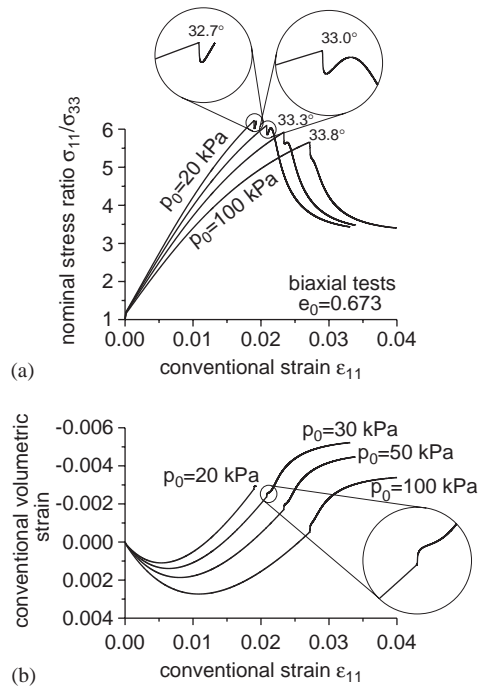 32.7°
33.0°
33.3°
33.8°
p₀=20 kPa
p₀=100 kPa
nominal stress ratio σ₁₁/σ₃₃
6
5
4
3
2
1
biaxial tests
e₀=0.673
0.00 0.01 0.02 0.03 0.04
conventional strain ε₁₁
(a)
conventional volumetric
strain
-0.006
-0.004
-0.002
0.000
0.002
0.004
p₀=30 kPa
p₀=50 kPa
p₀=20 kPa
p₀=100 kPa
0.00 0.01 0.02 0.03 0.04
conventional strain ε₁₁
(b)